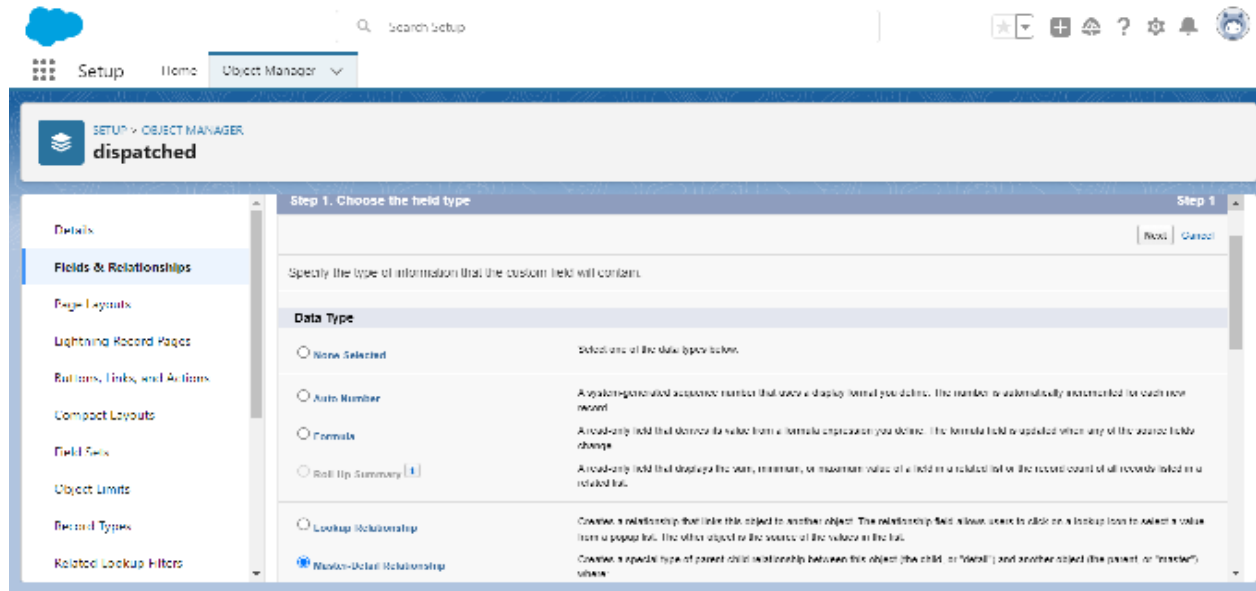 Search Setup
Setup
Home
Object Manager
SETUP > OBJECT MANAGER
dispatched
Details
Fields & Relationships
Page Layouts
Lightning Record Pages
Buttons, Links, and Actions
Compact Layouts
Field Sets
Object Limits
Record Types
Related Lookup Filters
Step 1. Choose the field type
Step 1
Next
Cancel
Specify the type of information that the custom field will contain.
Data Type
None Selected
Select one of the data types below.
Auto Number
A system-generated sequence number that uses a display format you define. The number is automatically incremented for each new
record.
Formula
A read-only field that derives its value from a formula expression you define. The formula field is updated when any of the source fields
change.
Roll-Up Summary
A read-only field that displays the sum, minimum, or maximum value of a field in a related list or the record count of all records listed in a
related list.
Lookup Relationship
Creates a relationship that links this object to another object. The relationship field allows users to click on a lookup icon to select a value
from a popup list. The other object is the source of the values in the list.
Master-Detail Relationship
Creates a special type of parent-child relationship between this object (the child, or "detail") and another object (the parent, or "master")
where: